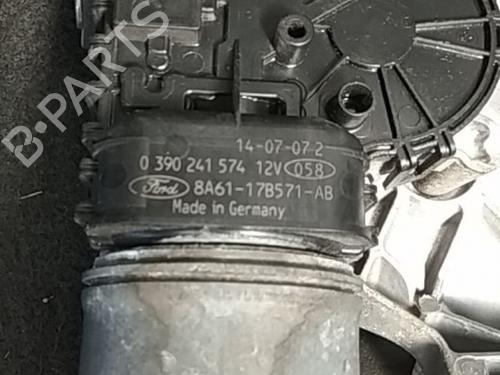 14-07-07 2
0 390 241 574 12V 058
Ford 8A61-17B571-AB
Made in Germany
B-PARTS